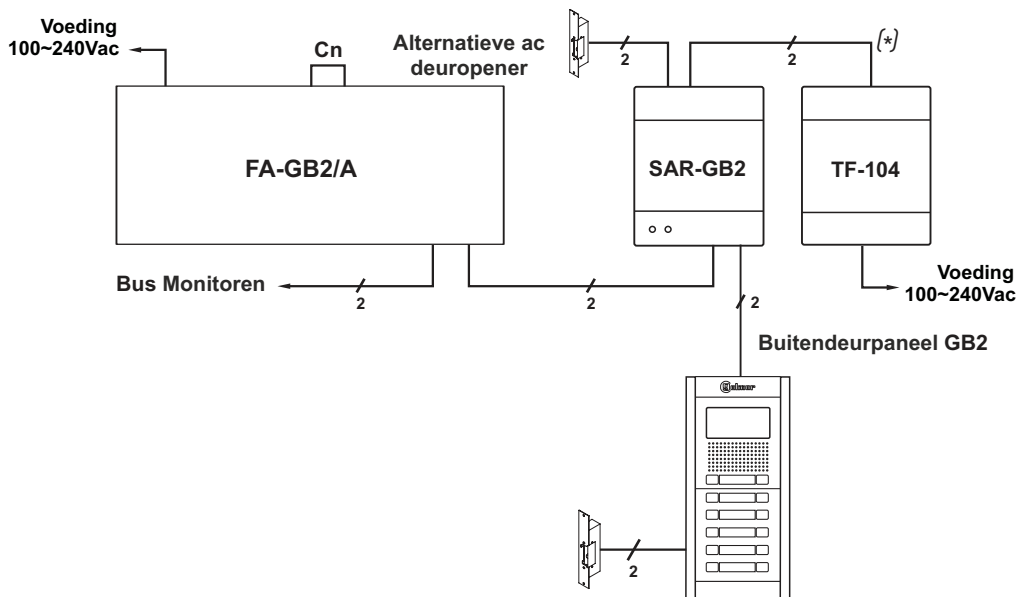 Voeding
100~240Vac
Cn
Alternatieve ac
deuropener
2
2
(*)
FA-GB2/A
SAR-GB2
TF-104
Bus Monitoren
2
2
2
Voeding
100~240Vac
Buitendeurpaneel GB2
Golmar
2